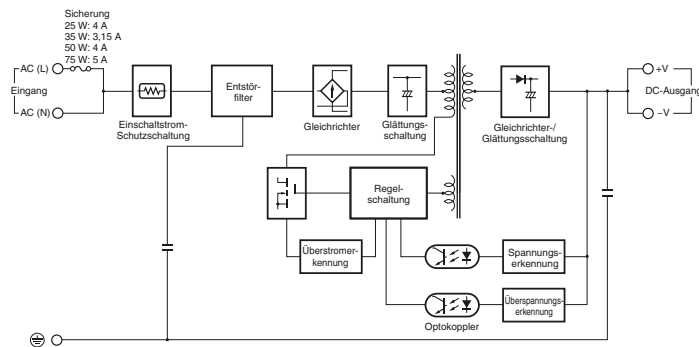 Sicherung
25 W: 4 A
35 W: 3,15 A
50 W: 4 A
75 W: 5 A
AC (L)
Eingang
AC (N)
Einschaltstrom-
Schutzschaltung
Entstör-
filter
Gleichrichter
Glättungs-
schaltung
Gleichrichter-/
Glättungsschaltung
+V
DC-Ausgang
–V
Regel-
schaltung
Überstromer-
kennung
Spannungs-
erkennung
Überspannungs-
erkennung
Optokoppler